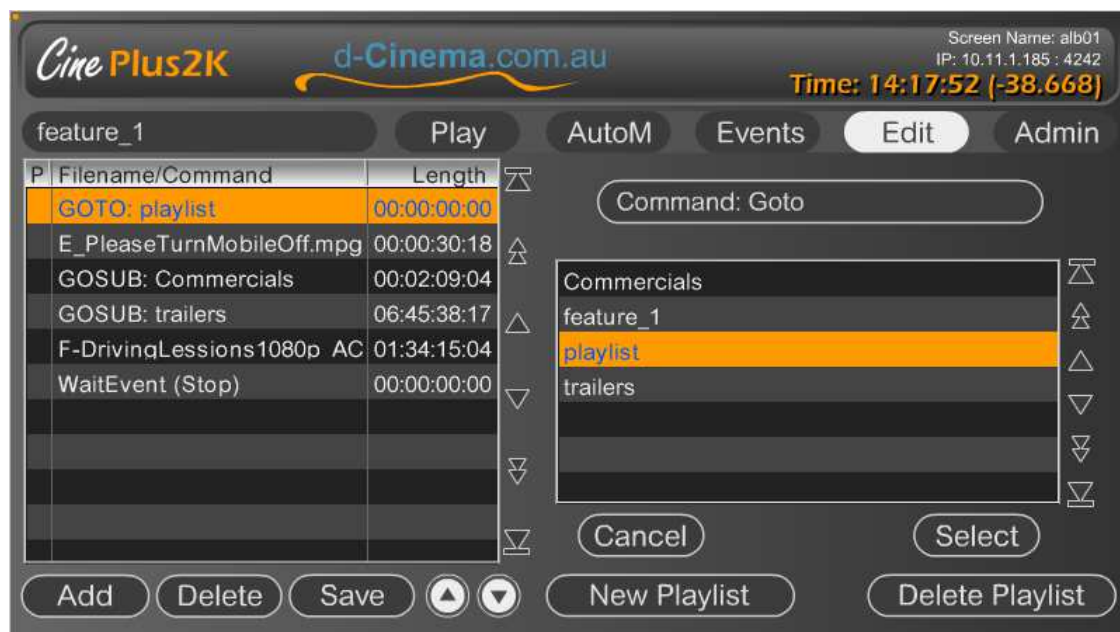 Cine Plus2K
d-Cinema.com.au
Screen Name: alb01
IP: 10.11.1.185 : 4242
Time: 14:17:52 (-38.668)
feature_1
Play
AutoM
Events
Edit
Admin
P Filename/Command Length
GOTO: playlist 00:00:00:00
E_PleaseTurnMobileOff.mpg 00:00:30:18
GOSUB: Commercials 00:02:09:04
GOSUB: trailers 06:45:38:17
F-DrivingLessions1080p_AC 01:34:15:04
WaitEvent (Stop) 00:00:00:00
Command: Goto
Commercials
feature_1
playlist
trailers
Cancel
Select
Add
Delete
Save
New Playlist
Delete Playlist